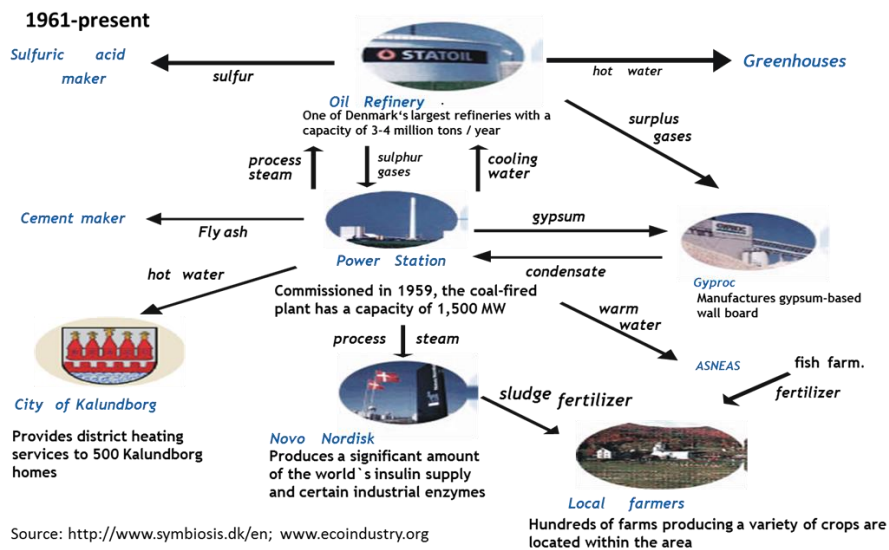 1961-present
Sulfuric acid
maker
sulfur
STATOIL
hot water
Greenhouses
Oil Refinery .
One of Denmark's largest refineries with a
capacity of 3-4 million tons / year
surplus
gases
process
steam
sulphur
gases
cooling
water
Cement maker
Fly ash
gypsum
hot water
Power Station
condensate
Gyproc
Manufactures gypsum-based
wall board
Commissioned in 1959, the coal-fired
plant has a capacity of 1,500 MW
warm
water
process steam
ASNEAS
fish farm.
fertilizer
City of Kalundborg
Provides district heating
services to 500 Kalundborg
homes
sludge fertilizer
Novo Nordisk
Produces a significant amount
of the world`s insulin supply
and certain industrial enzymes
Local farmers
Hundreds of farms producing a variety of crops are
located within the area
Source: http://www.symbiosis.dk/en; www.ecoindustry.org